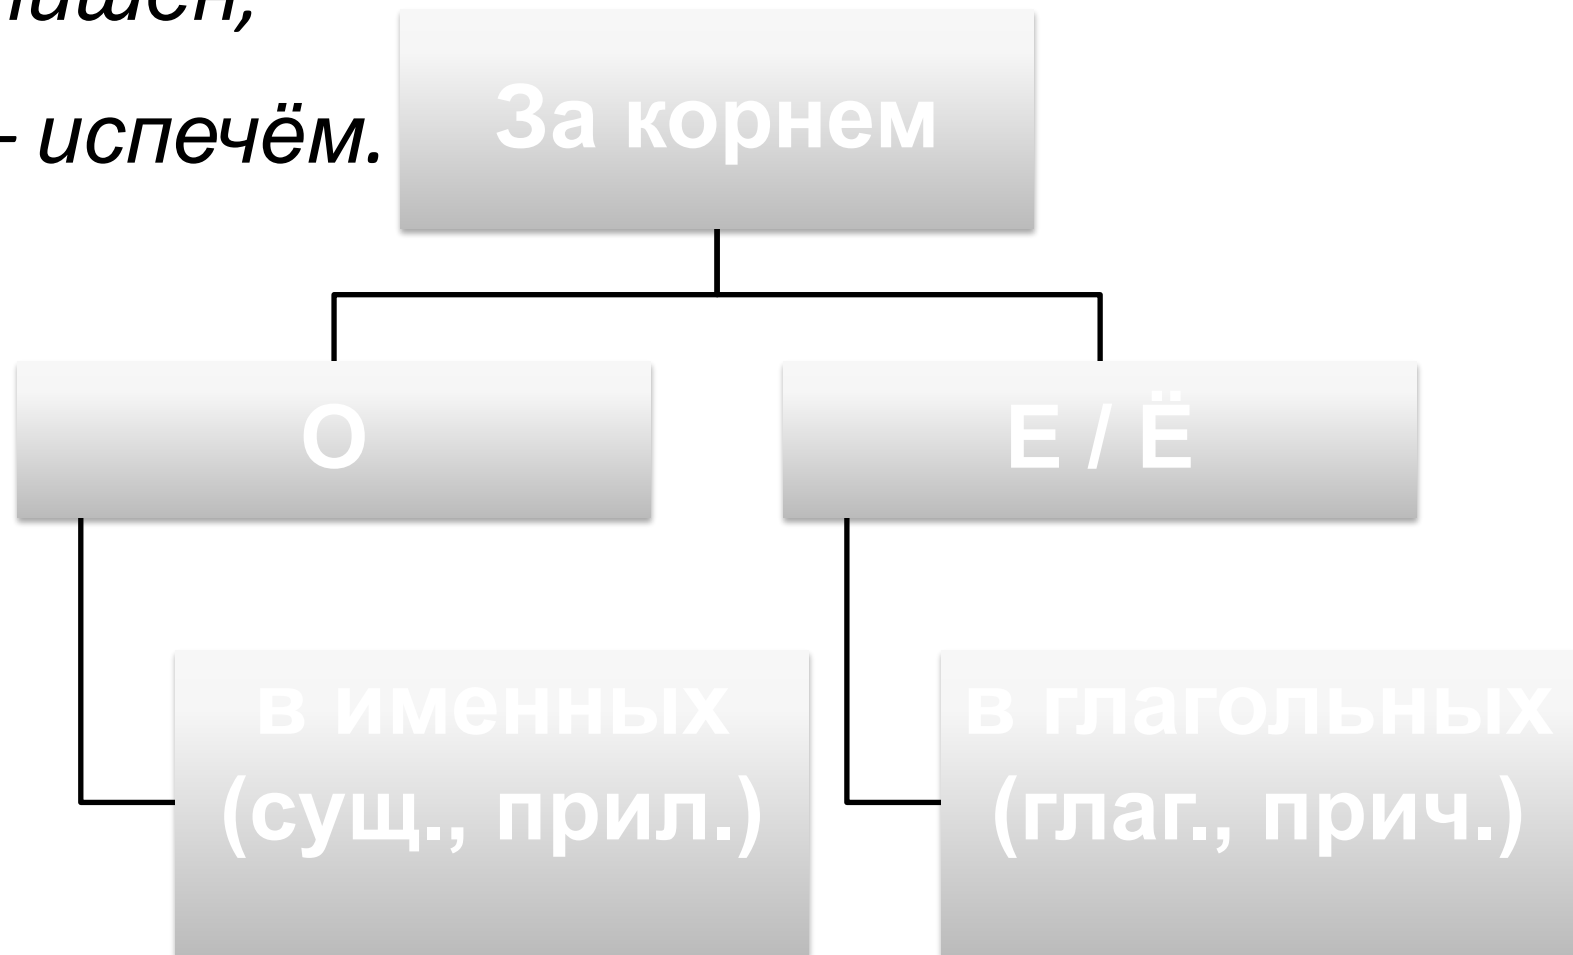 – испечём.
За корнем
О
Е / Ё
в именных
(сущ., прил.)
в глагольных
(глаг., прич.)